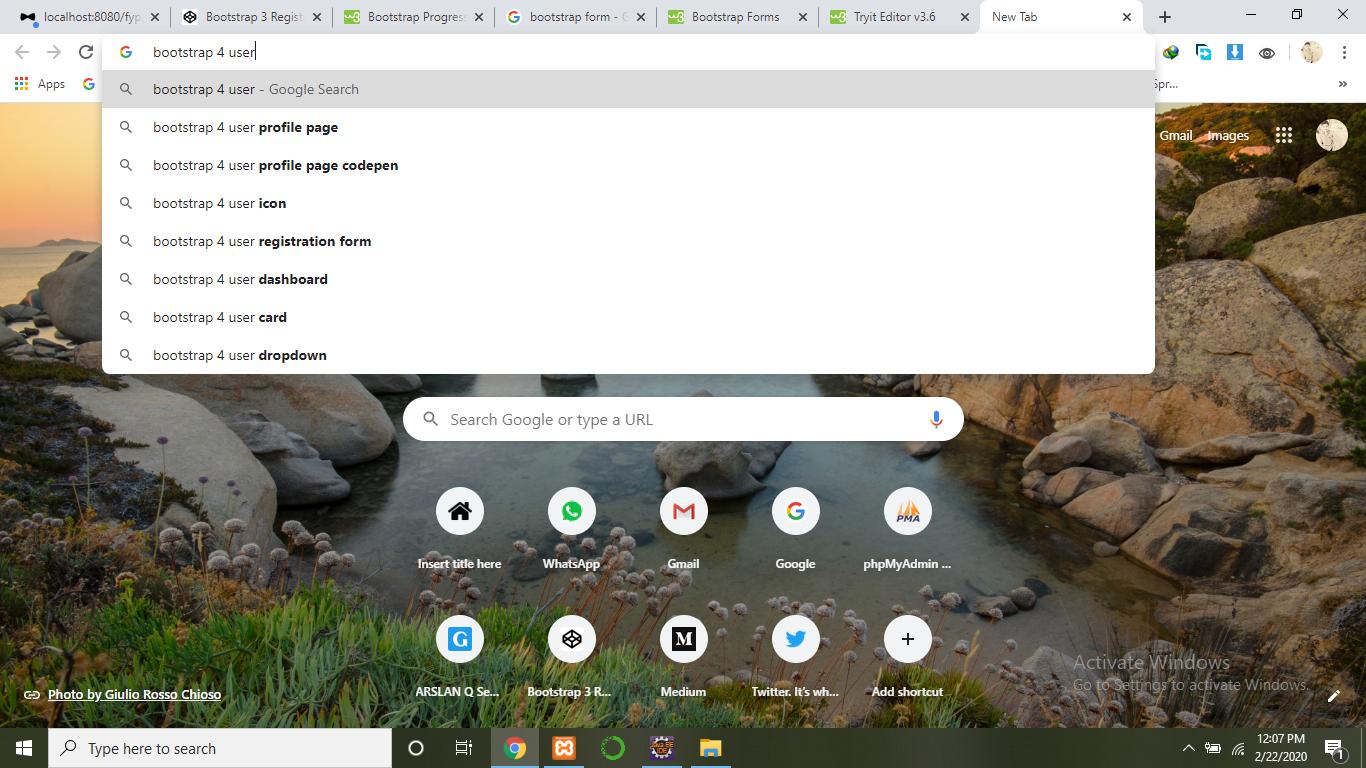 localhost:8080/fyp
Bootstrap 3 Regist
Bootstrap Progres
bootstrap form - G
Bootstrap Forms
Tryit Editor v3.6
New Tab
bootstrap 4 user
Apps
Spr...
»
bootstrap 4 user - Google Search
bootstrap 4 user profile page
bootstrap 4 user profile page codepen
bootstrap 4 user icon
bootstrap 4 user registration form
bootstrap 4 user dashboard
bootstrap 4 user card
bootstrap 4 user dropdown
Gmail Images
Search Google or type a URL
PMA
Insert title here
WhatsApp
Gmail
Google
phpMyAdmin ...
G
M
ARSLAN Q Se...
Bootstrap 3 R...
Medium
Twitter. It's wh...
Add shortcut
Activate Windows
Go to Settings to activate Windows.
Photo by Giulio Rosso Chioso
Type here to search
12:07 PM
2/22/2020
1